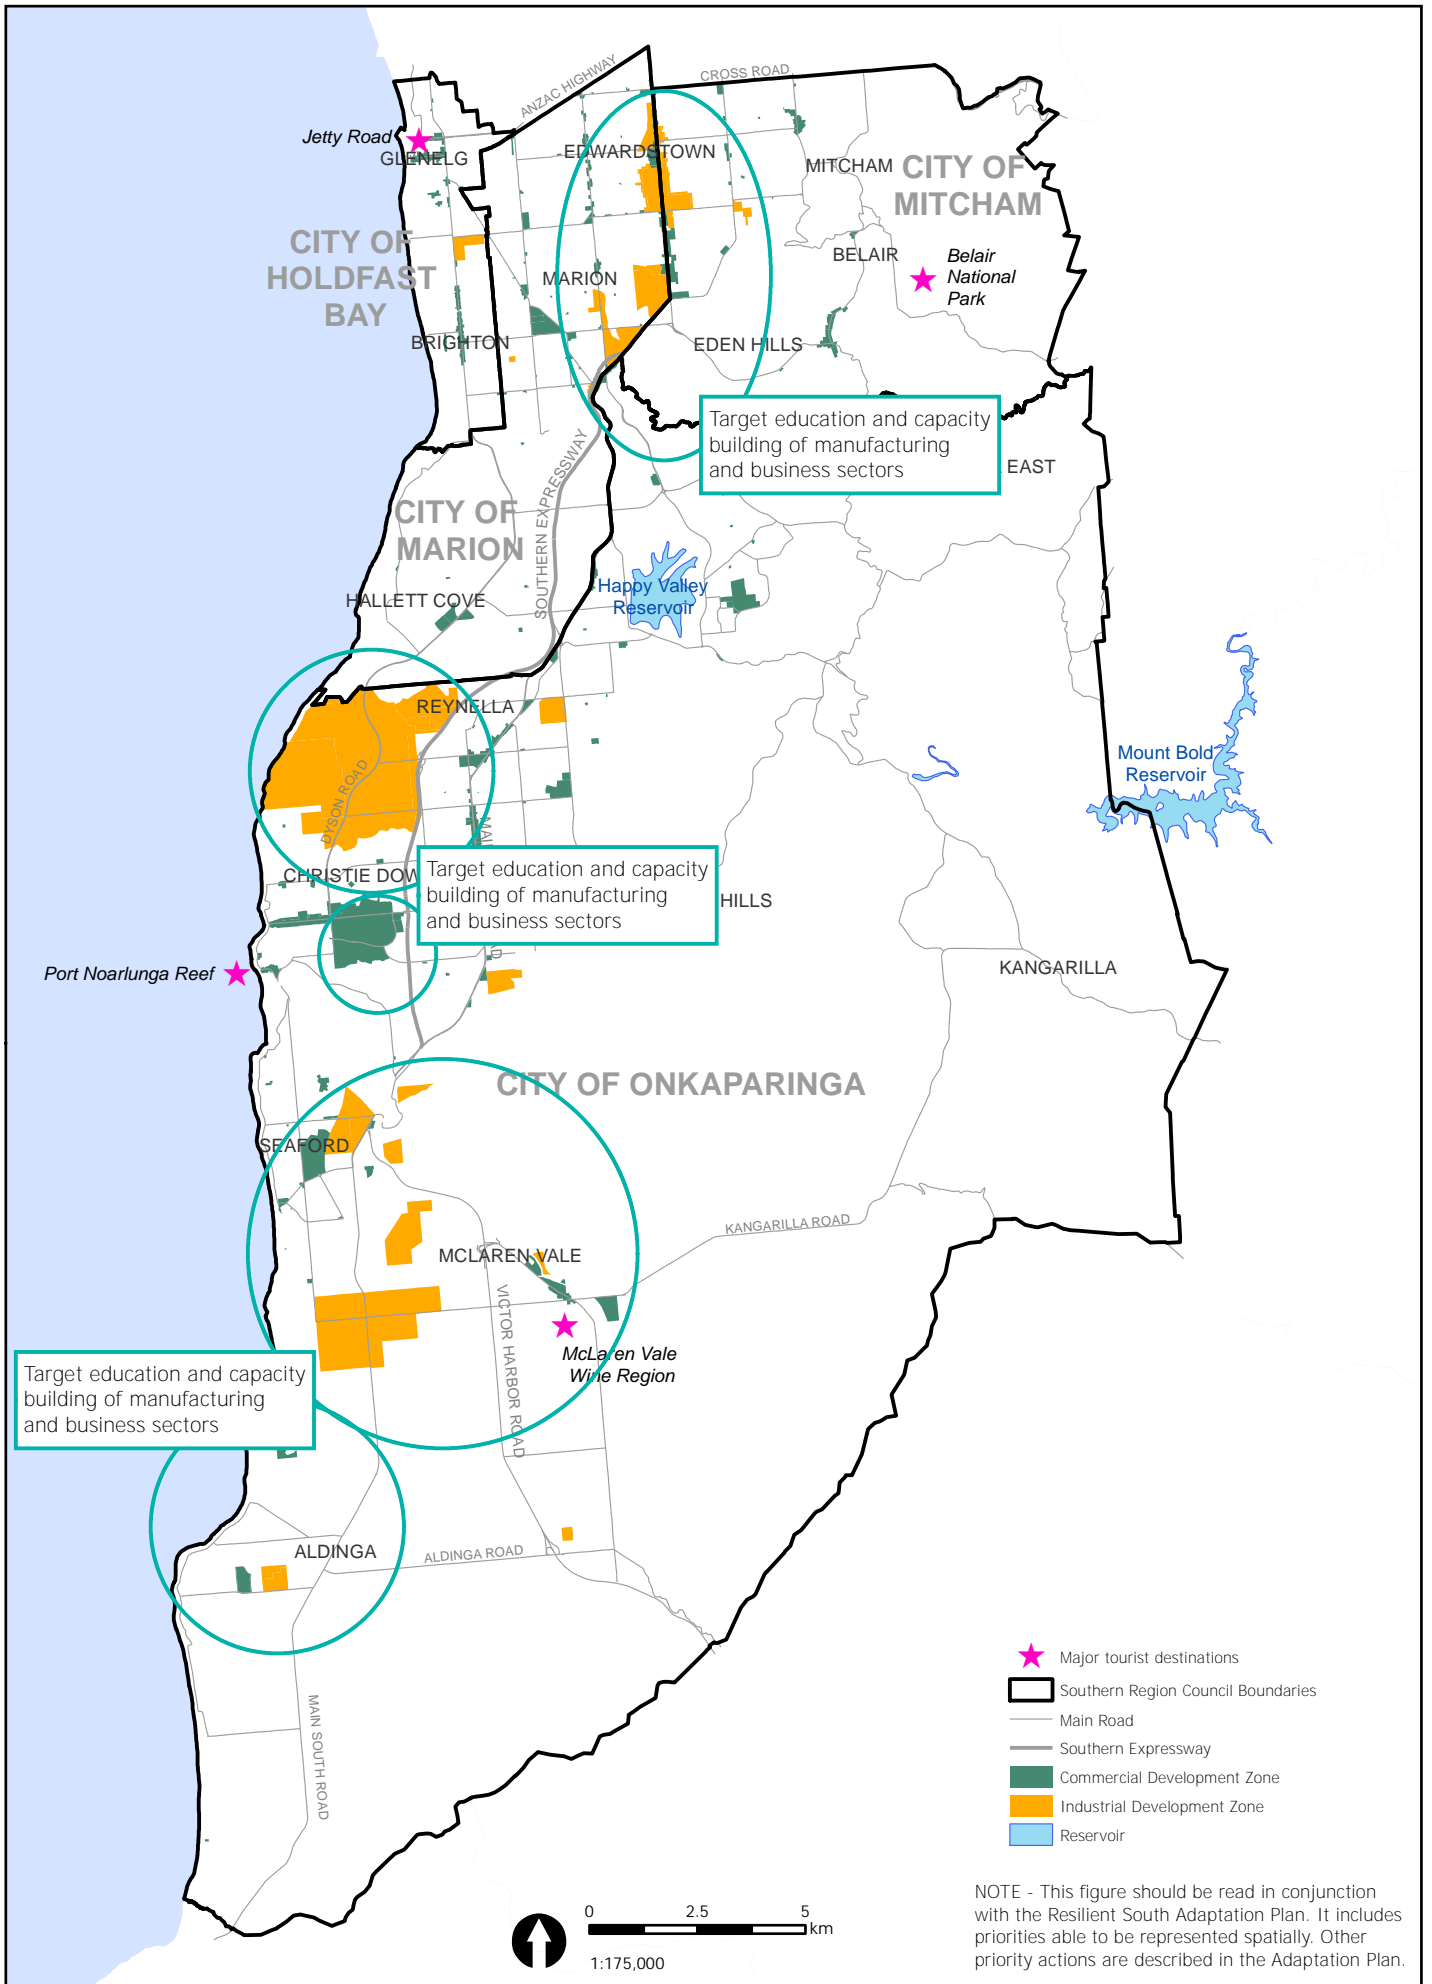 ANZAC HIGHWAY
CROSS ROAD
Jetty Road
GLENELG
EDWARDSTOWN
MITCHAM
CITY OF
MITCHAM
CITY OF
HOLDFAST
BAY
BELAIR
Belair
National
Park
MARION
BRIGHTON
EDEN HILLS
Target education and capacity
building of manufacturing
and business sectors
EAST
SOUTHERN EXPRESSWAY
CITY OF
MARION
HALLETT COVE
Happy Valley
Reservoir
REYNELLA
Mount Bold
Reservoir
DYSON ROAD
MAI
CHRISTIE DOW
Target education and capacity
building of manufacturing
and business sectors
HILLS
Port Noarlunga Reef
KANGARILLA
CITY OF ONKAPARINGA
SEAFORD
KANGARILLA ROAD
MCLAREN VALE
VICTOR HARBOR ROAD
McLaren Vale
Wine Region
Target education and capacity
building of manufacturing
and business sectors
ALDINGA
ALDINGA ROAD
MAIN SOUTH ROAD
Major tourist destinations
Southern Region Council Boundaries
Main Road
Southern Expressway
Commercial Development Zone
Industrial Development Zone
Reservoir
0 2.5 5
km
1:175,000
NOTE - This figure should be read in conjunction
with the Resilient South Adaptation Plan. It includes
priorities able to be represented spatially. Other
priority actions are described in the Adaptation Plan.